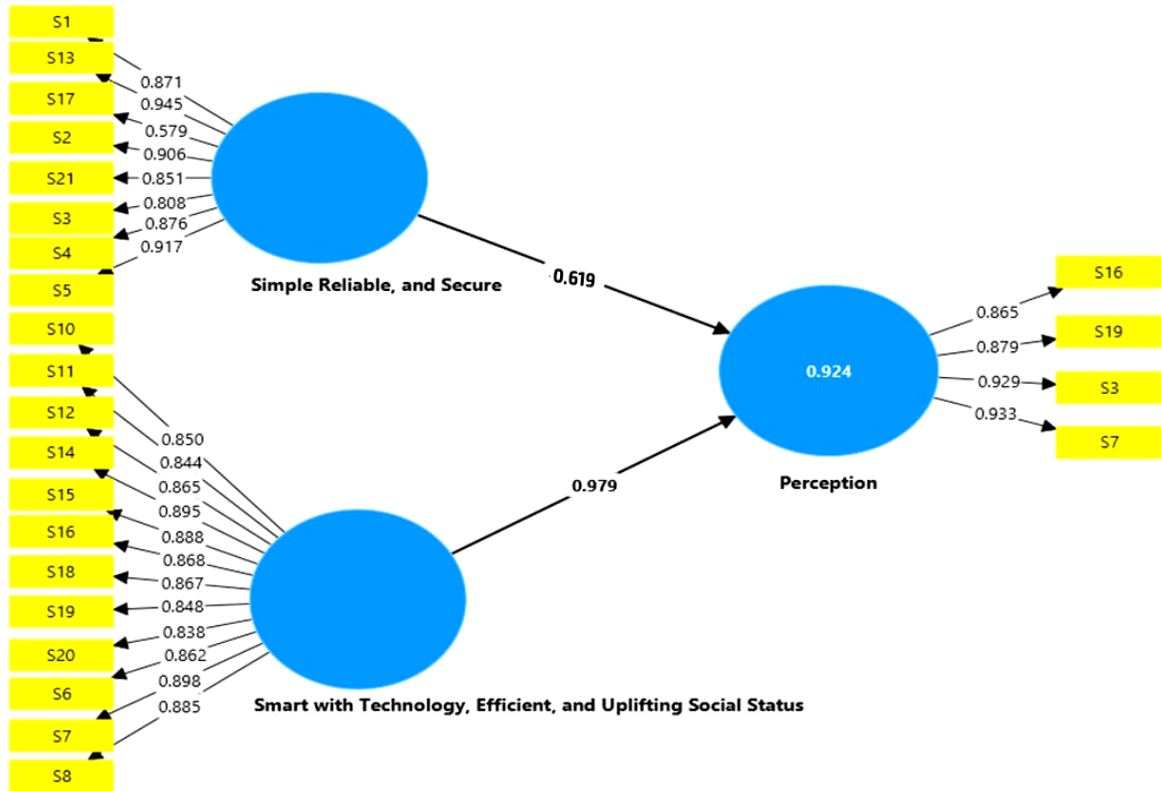 S1
S13
S17
S2
S21
S3
S4
S5
0.871
0.945
0.579
0.906
0.851
0.808
0.876
0.917
Simple Reliable, and Secure
0.619
S10
S11
S12
S14
S15
S16
S18
S19
S20
S6
S7
S8
0.850
0.844
0.865
0.895
0.888
0.868
0.867
0.848
0.838
0.862
0.898
0.885
Smart with Technology, Efficient, and Uplifting Social Status
0.979
0.924
Perception
0.865
0.879
0.929
0.933
S16
S19
S3
S7